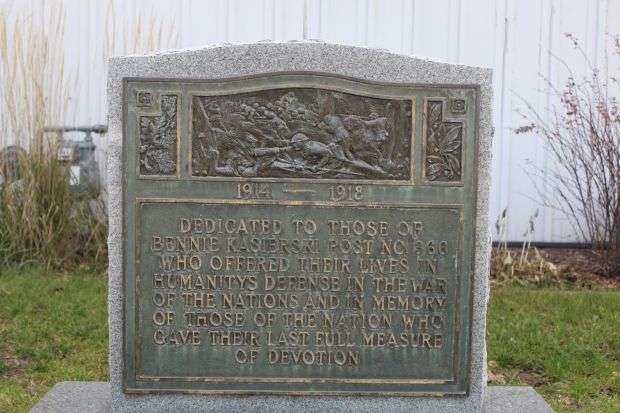 1914 — 1918
DEDICATED TO THOSE OF
BENNIE KASIERSKI POST NO. 366
WHO OFFERED THEIR LIVES IN
HUMANITYS DEFENSE IN THE WAR
OF THE NATIONS AND IN MEMORY
OF THOSE OF THE NATION WHO
GAVE THEIR LAST FULL MEASURE
OF DEVOTION